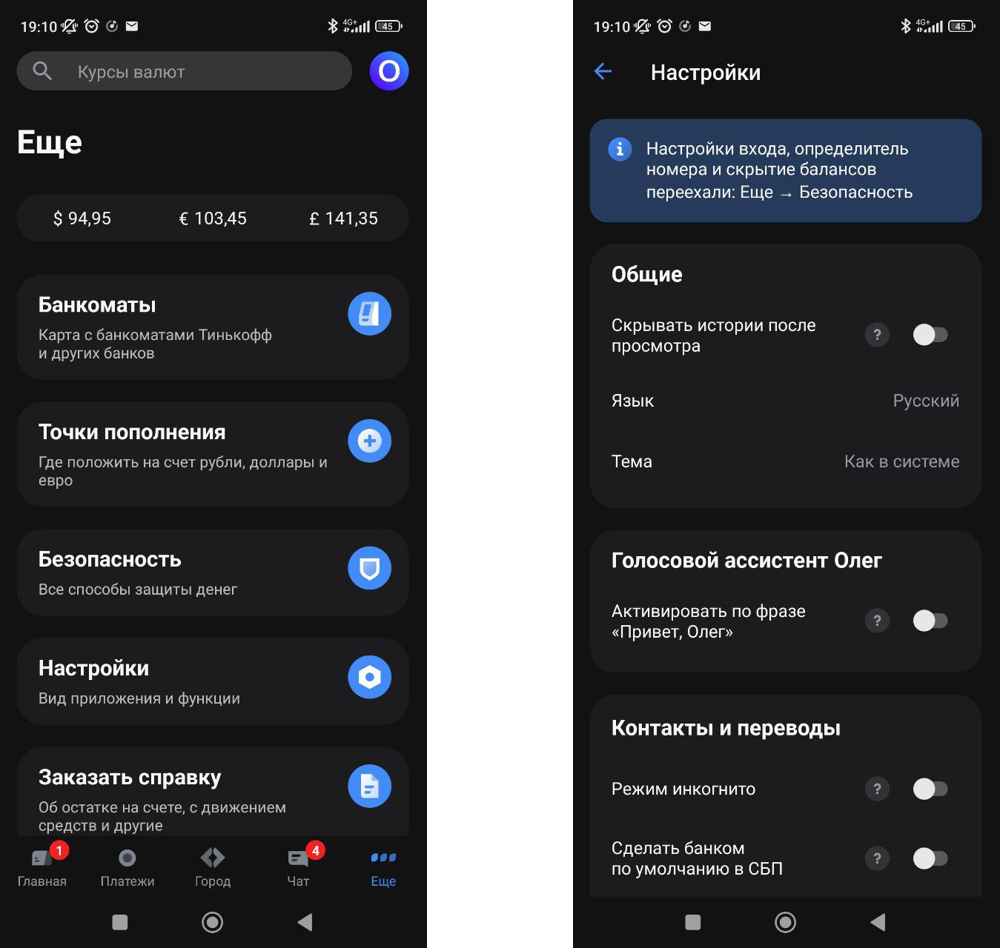 19:10
4G+
45
Курсы валют
O
Еще
$ 94,95
€ 103,45
£ 141,35
Банкоматы
Карта с банкоматами Тинькофф
и других банков
Точки пополнения
Где положить на счет рубли, доллары и
евро
Безопасность
Все способы защиты денег
Настройки
Вид приложения и функции
Заказать справку
Об остатке на счете, с движением
средств и другие
1
4
Главная
Платежи
Город
Чат
Еще
19:10
4G+
45
Настройки
Настройки входа, определитель
номера и скрытие балансов
переехали: Еще → Безопасность
Общие
Скрывать истории после
просмотра
?
Язык
Русский
Тема
Как в системе
Голосовой ассистент Олег
Активировать по фразе
«Привет, Олег»
?
Контакты и переводы
Режим инкогнито
?
Сделать банком
по умолчанию в СБП
?